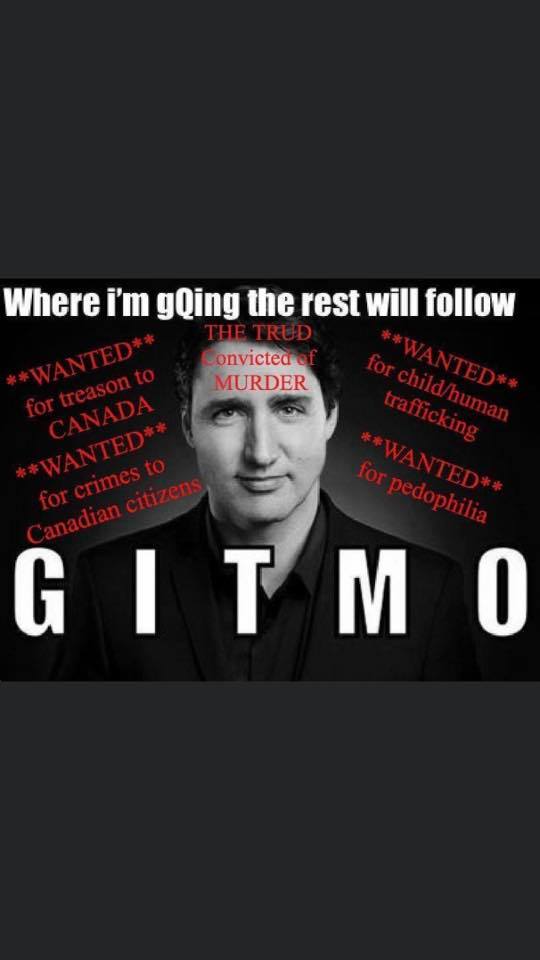 Where i'm gQing the rest will follow
THE TRUD
Convicted of
MURDER
**WANTED**
for treason to
CANADA
**WANTED**
for crimes to
Canadian citizens
**WANTED**
for child/human
trafficking
**WANTED**
for pedophilia
GITMO